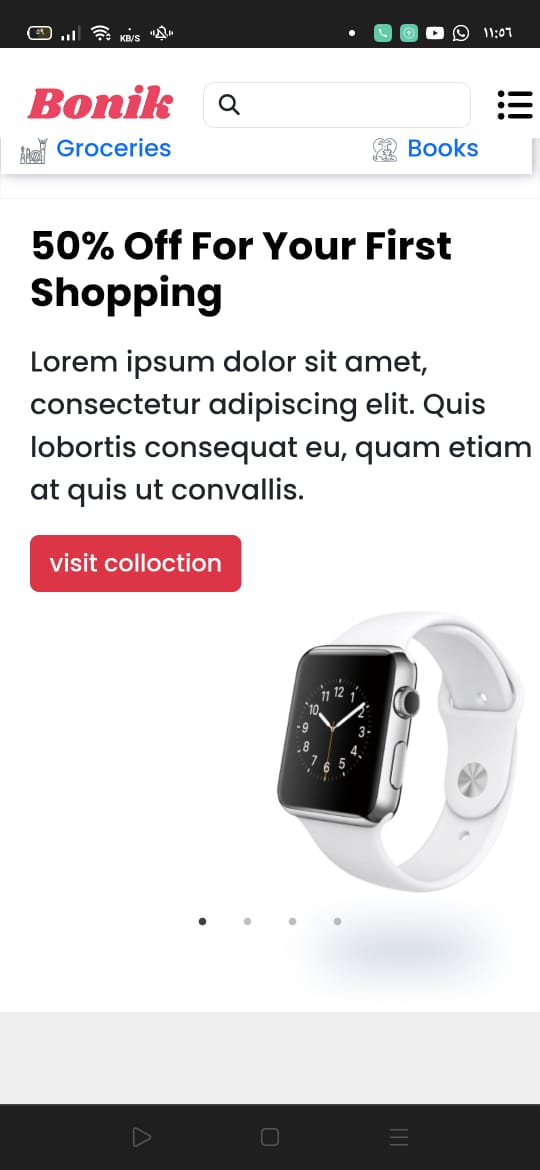 ٥٩
KB/S
١١:٥٦
Bonik
Groceries
Books
50% Off For Your First
Shopping
Lorem ipsum dolor sit amet,
consectetur adipiscing elit. Quis
lobortis consequat eu, quam etiam
at quis ut convallis.
visit colloction
11 12 1
10 2
9 3
8 4
7 6 5